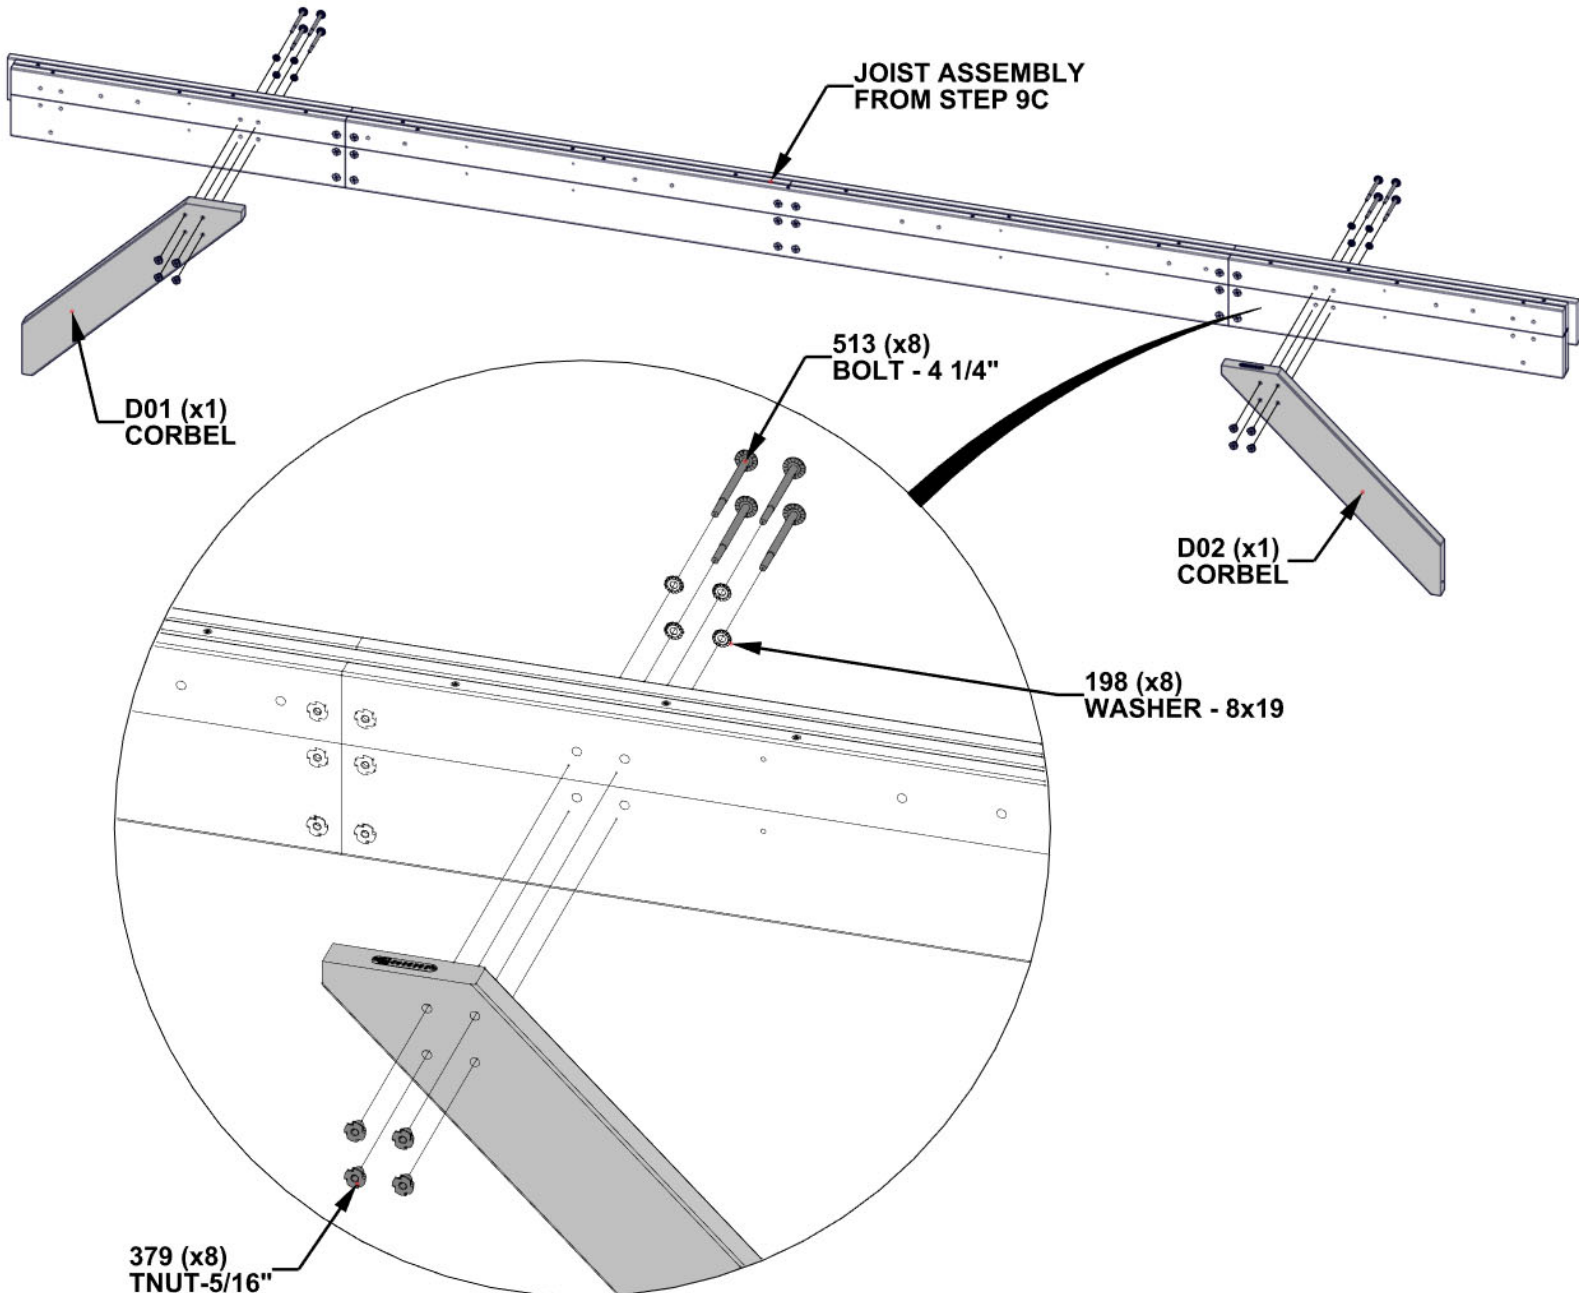 JOIST ASSEMBLY
FROM STEP 9C
513 (x8)
BOLT - 4 1/4"
D01 (x1)
CORBEL
D02 (x1)
CORBEL
198 (x8)
WASHER - 8x19
379 (x8)
TNUT-5/16"